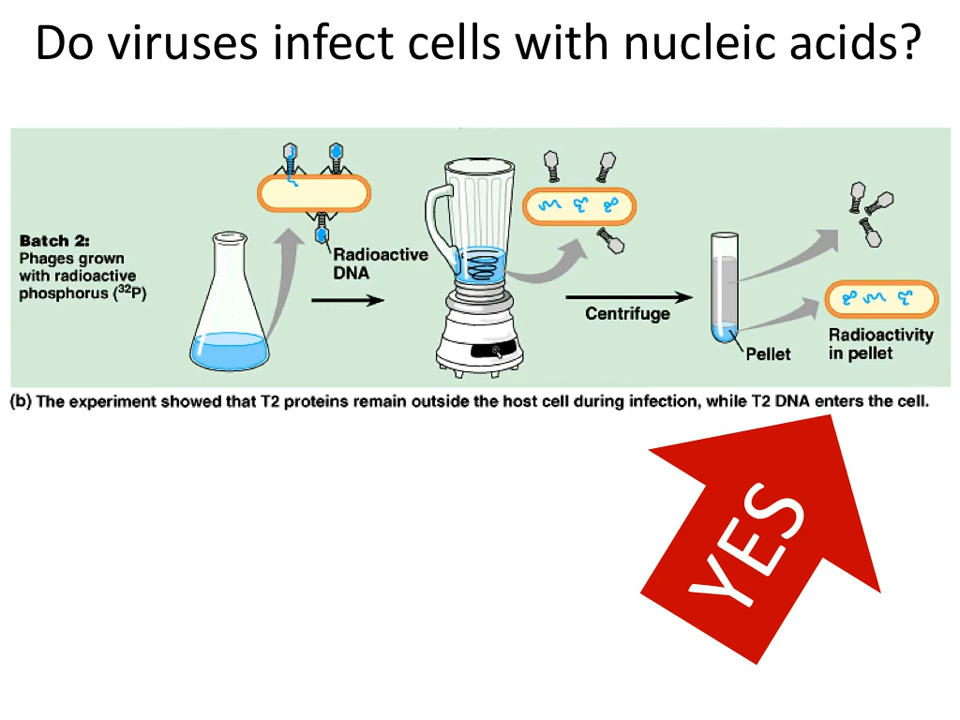 Do viruses infect cells with nucleic acids?
Batch 2:
Phages grown
with radioactive
phosphorus (³²P)
Radioactive
DNA
Centrifuge
Pellet
Radioactivity
in pellet
(b) The experiment showed that T2 proteins remain outside the host cell during infection, while T2 DNA enters the cell.
YES